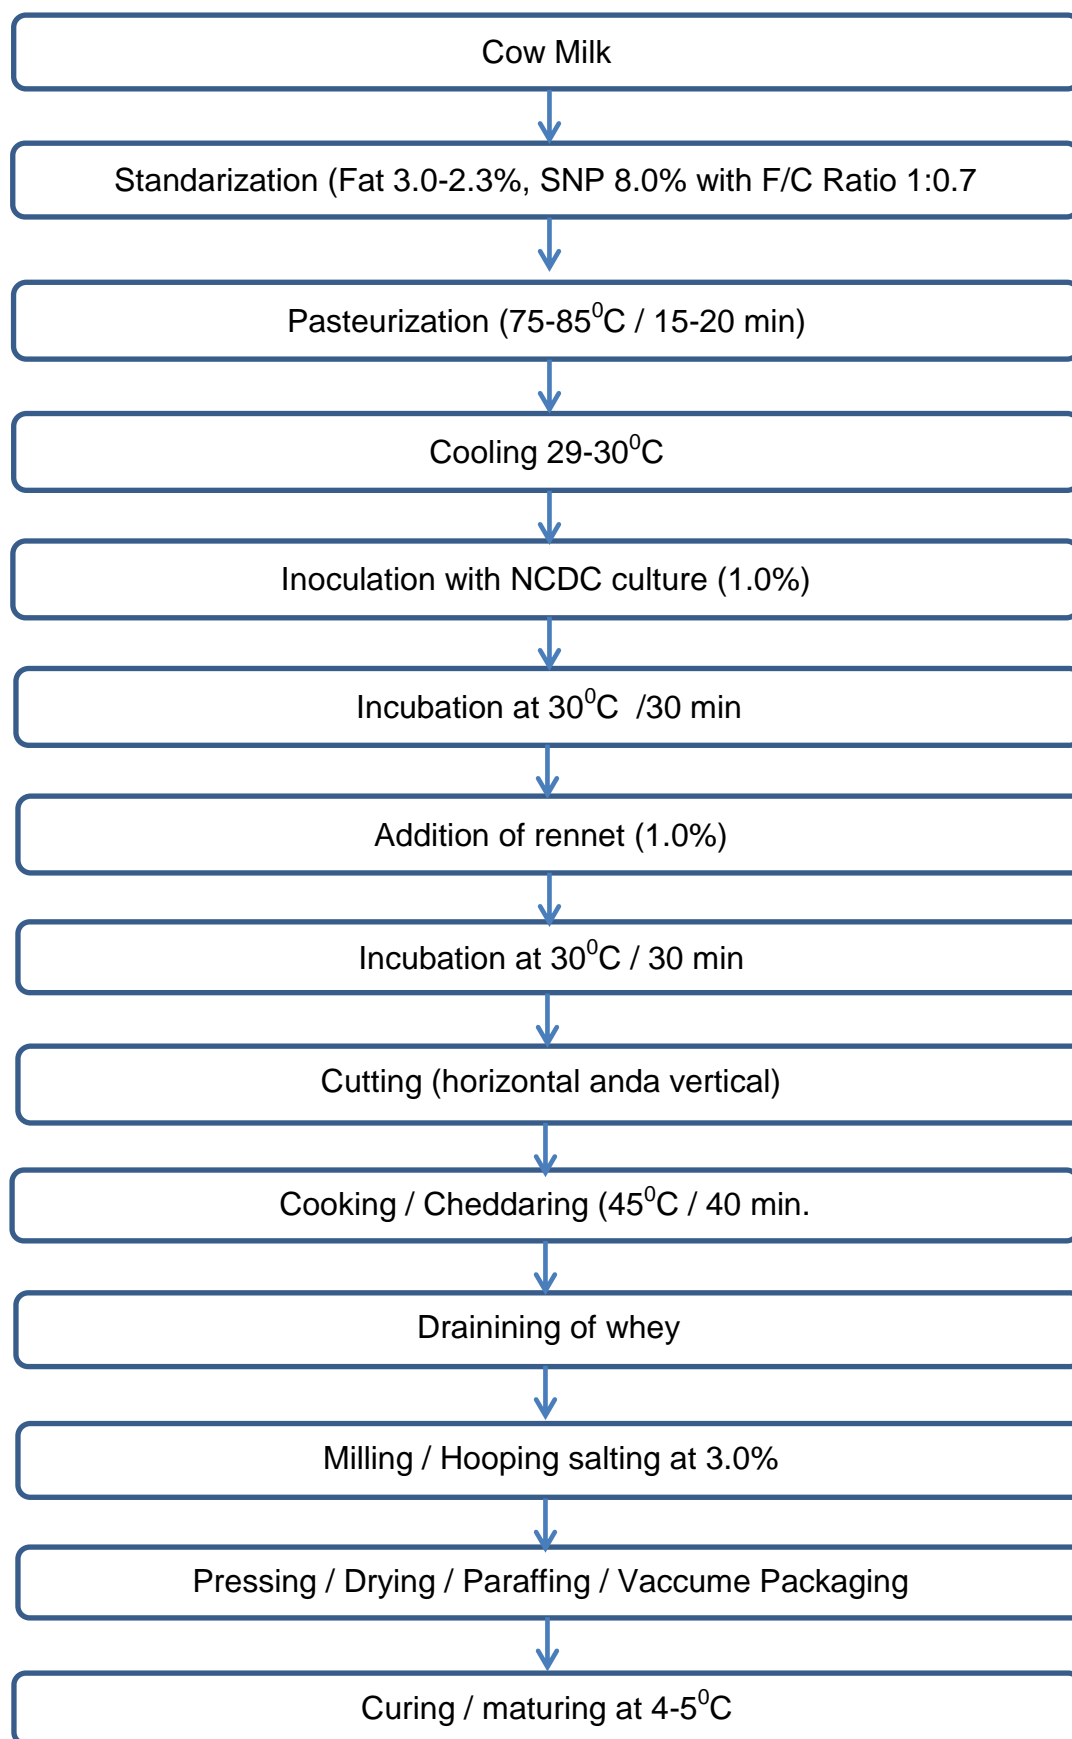 Cow Milk
Standarization (Fat 3.0-2.3%, SNP 8.0% with F/C Ratio 1:0.7
Pasteurization (75-85⁰C / 15-20 min)
Cooling 29-30⁰C
Inoculation with NCDC culture (1.0%)
Incubation at 30⁰C /30 min
Addition of rennet (1.0%)
Incubation at 30⁰C / 30 min
Cutting (horizontal anda vertical)
Cooking / Cheddaring (45⁰C / 40 min.
Drainining of whey
Milling / Hooping salting at 3.0%
Pressing / Drying / Paraffing / Vaccume Packaging
Curing / maturing at 4-5⁰C